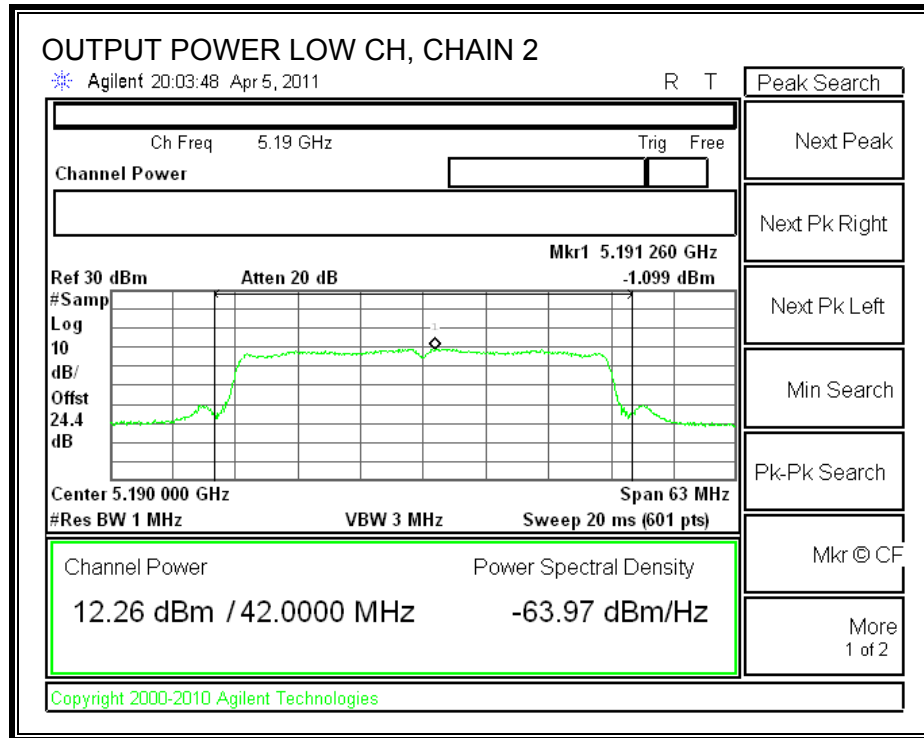 OUTPUT POWER LOW CH, CHAIN 2
Agilent 20:03:48 Apr 5, 2011 R T
Peak Search
Ch Freq 5.19 GHz Trig Free
Channel Power
Mkr1 5.191 260 GHz
Ref 30 dBm Atten 20 dB -1.099 dBm
#Samp
Log
10
dB/
Offst
24.4
dB
1
Center 5.190 000 GHz Span 63 MHz
#Res BW 1 MHz VBW 3 MHz Sweep 20 ms (601 pts)
Channel Power Power Spectral Density
12.26 dBm / 42.0000 MHz -63.97 dBm/Hz
Next Peak
Next Pk Right
Next Pk Left
Min Search
Pk-Pk Search
Mkr © CF
More
1 of 2
Copyright 2000-2010 Agilent Technologies